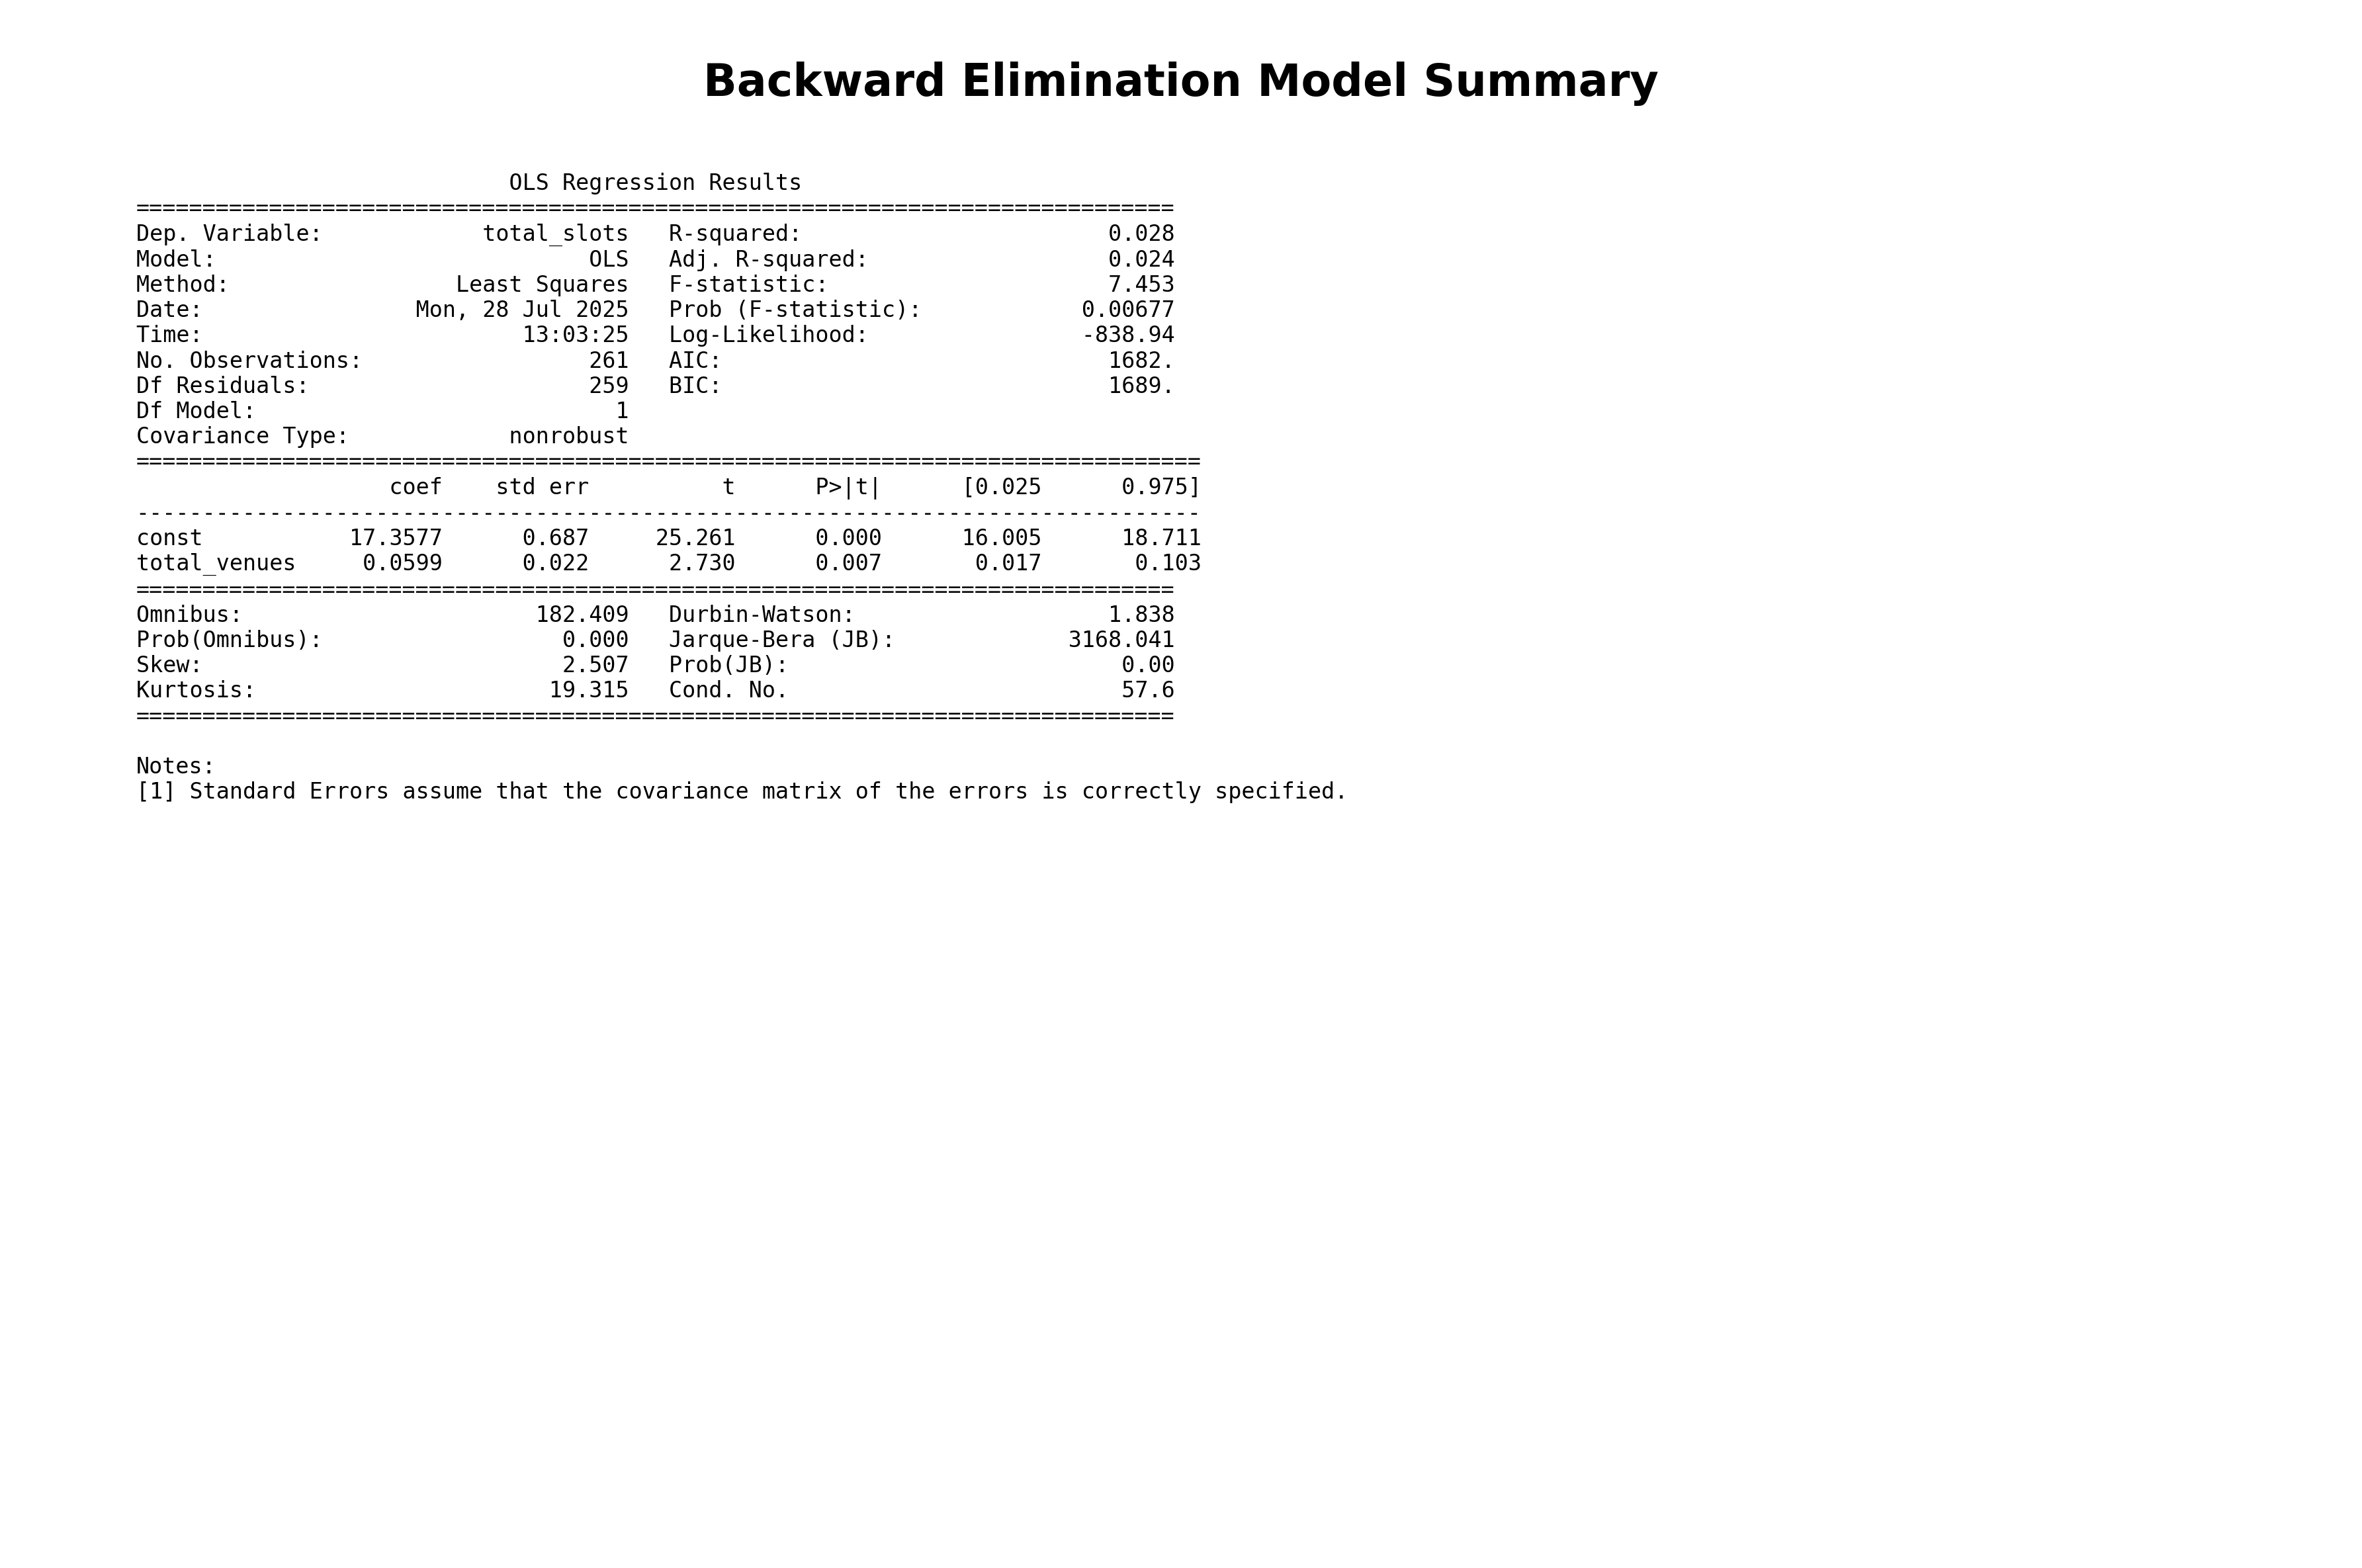 Backward Elimination Model Summary
OLS Regression Results
==============================================================================
Dep. Variable:            total_slots   R-squared:                       0.028
Model:                            OLS   Adj. R-squared:                  0.024
Method:                 Least Squares   F-statistic:                     7.453
Date:                Mon, 28 Jul 2025   Prob (F-statistic):            0.00677
Time:                        13:03:25   Log-Likelihood:                -838.94
No. Observations:                 261   AIC:                             1682.
Df Residuals:                     259   BIC:                             1689.
Df Model:                           1
Covariance Type:            nonrobust
================================================================================
                   coef    std err          t      P>|t|      [0.025      0.975]
--------------------------------------------------------------------------------
const           17.3577      0.687     25.261      0.000      16.005      18.711
total_venues     0.0599      0.022      2.730      0.007       0.017       0.103
==============================================================================
Omnibus:                      182.409   Durbin-Watson:                   1.838
Prob(Omnibus):                  0.000   Jarque-Bera (JB):             3168.041
Skew:                           2.507   Prob(JB):                         0.00
Kurtosis:                      19.315   Cond. No.                         57.6
==============================================================================
Notes:
[1] Standard Errors assume that the covariance matrix of the errors is correctly specified.